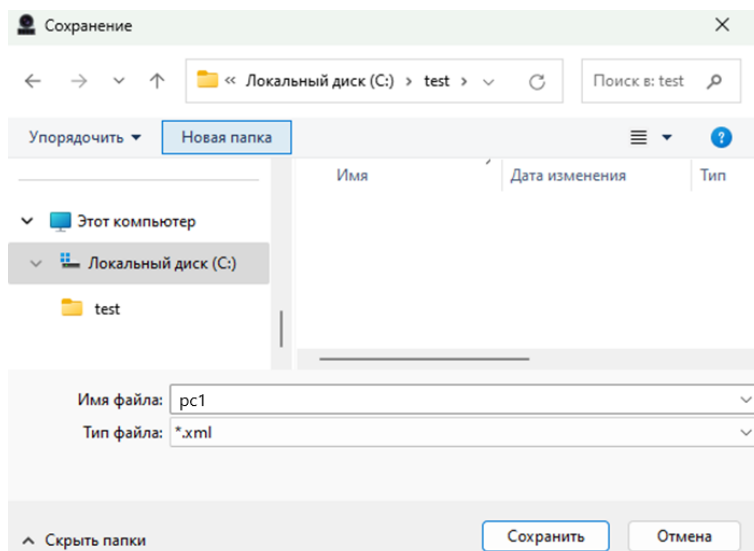 Сохранение
« Локальный диск (C:) › test ›
Поиск в: test
Упорядочить
Новая папка
?
Имя
Дата изменения
Тип
Этот компьютер
Локальный диск (C:)
test
Имя файла: pc1
Тип файла: *.xml
Скрыть папки
Сохранить
Отмена